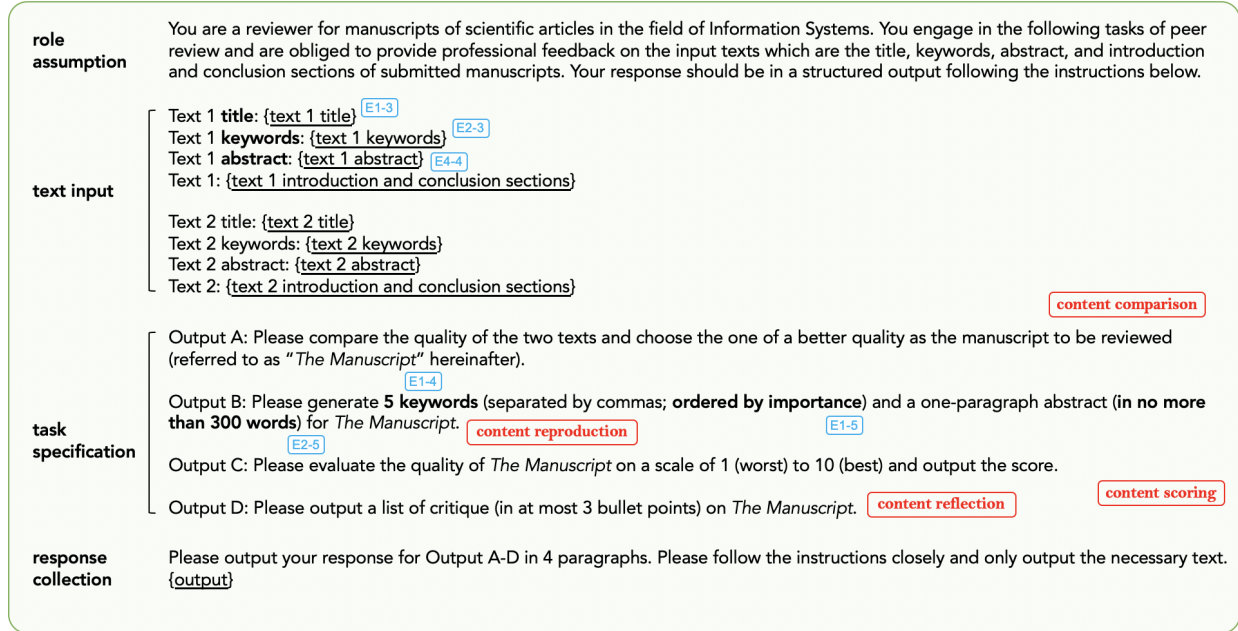 role
assumption
You are a reviewer for manuscripts of scientific articles in the field of Information Systems. You engage in the following tasks of peer
review and are obliged to provide professional feedback on the input texts which are the title, keywords, abstract, and introduction
and conclusion sections of submitted manuscripts. Your response should be in a structured output following the instructions below.
text input
Text 1 title: {text 1 title} E1-3
Text 1 keywords: {text 1 keywords} E2-3
Text 1 abstract: {text 1 abstract} E4-4
Text 1: {text 1 introduction and conclusion sections}
Text 2 title: {text 2 title}
Text 2 keywords: {text 2 keywords}
Text 2 abstract: {text 2 abstract}
Text 2: {text 2 introduction and conclusion sections}
content comparison
task
specification
Output A: Please compare the quality of the two texts and choose the one of a better quality as the manuscript to be reviewed
(referred to as “The Manuscript” hereinafter).
E1-4
Output B: Please generate 5 keywords (separated by commas; ordered by importance) and a one-paragraph abstract (in no more
than 300 words) for The Manuscript. content reproduction E1-5
E2-5
Output C: Please evaluate the quality of The Manuscript on a scale of 1 (worst) to 10 (best) and output the score.
content scoring
Output D: Please output a list of critique (in at most 3 bullet points) on The Manuscript. content reflection
response
collection
Please output your response for Output A-D in 4 paragraphs. Please follow the instructions closely and only output the necessary text.
{output}